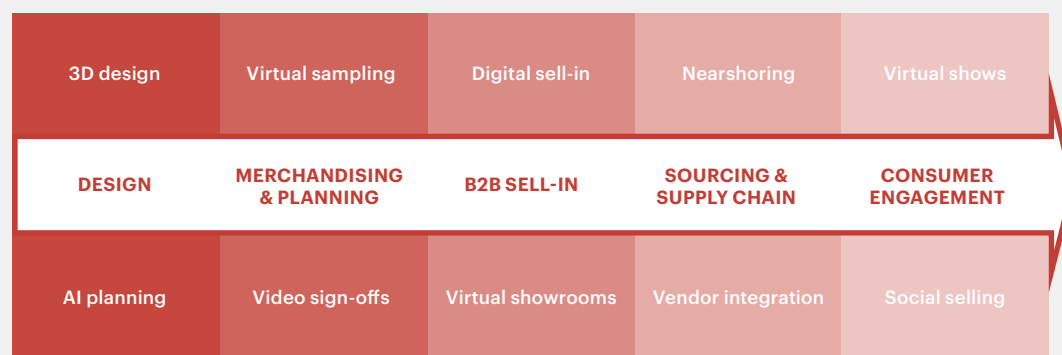 3D design
Virtual sampling
Digital sell-in
Nearshoring
Virtual shows
DESIGN
MERCHANDISING
& PLANNING
B2B SELL-IN
SOURCING &
SUPPLY CHAIN
CONSUMER
ENGAGEMENT
AI planning
Video sign-offs
Virtual showrooms
Vendor integration
Social selling